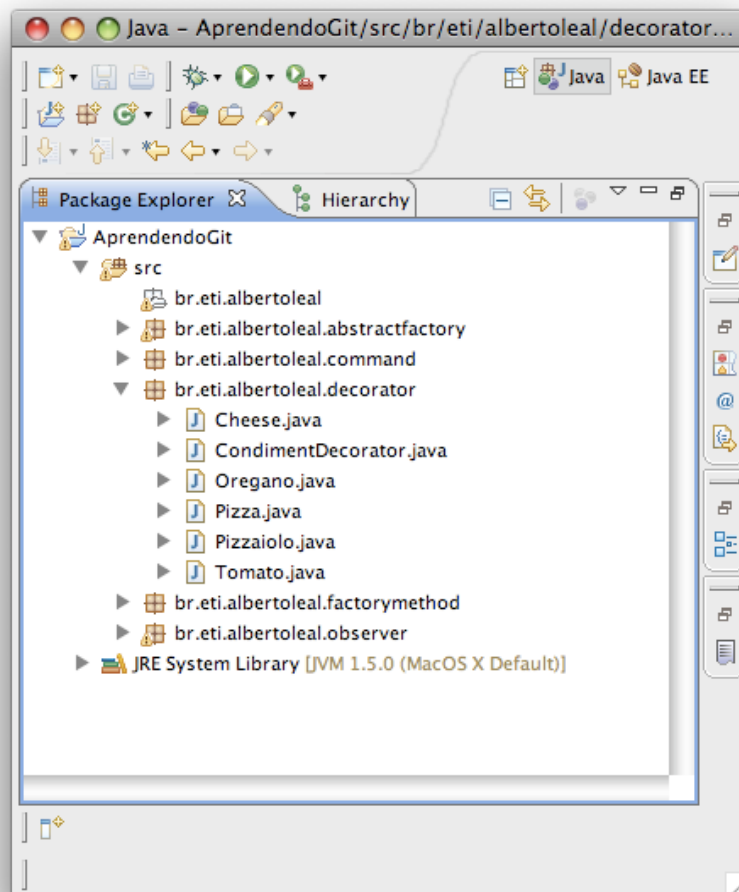 Java – AprendendoGit/src/br/eti/albertoleal/decorator...
Java Java EE
Package Explorer Hierarchy
AprendendoGit
src
br.eti.albertoleal
br.eti.albertoleal.abstractfactory
br.eti.albertoleal.command
br.eti.albertoleal.decorator
Cheese.java
CondimentDecorator.java
Oregano.java
Pizza.java
Pizzaiolo.java
Tomato.java
br.eti.albertoleal.factorymethod
br.eti.albertoleal.observer
JRE System Library [JVM 1.5.0 (MacOS X Default)]